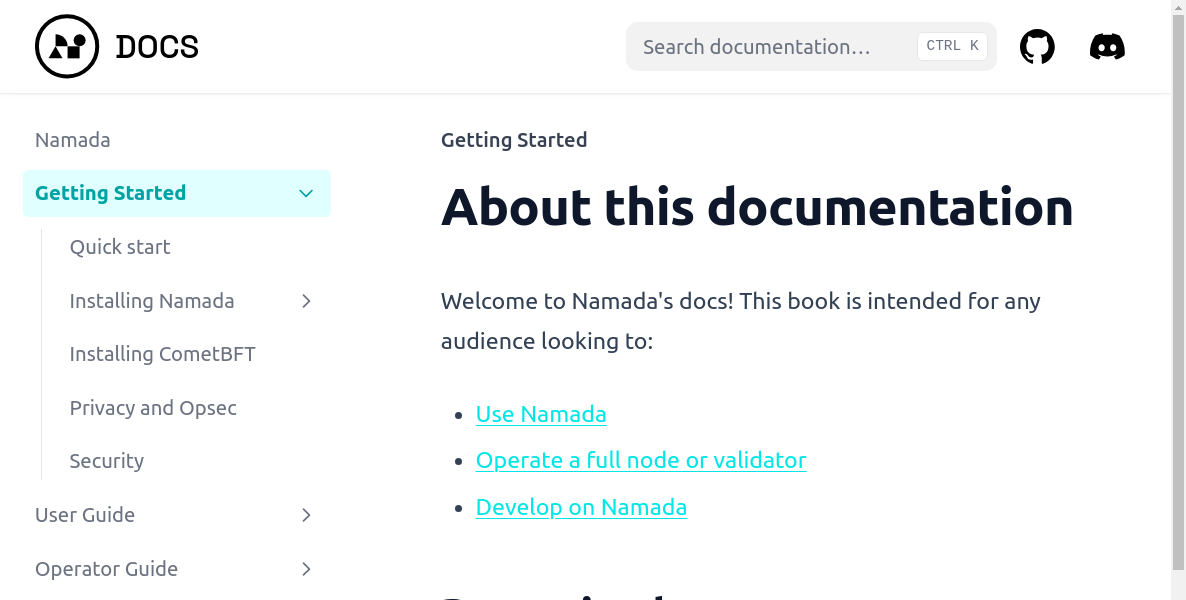 DOCS
Search documentation…
CTRL K
Namada
Getting Started
Quick start
Installing Namada
Installing CometBFT
Privacy and Opsec
Security
User Guide
Operator Guide
Getting Started
About this documentation
Welcome to Namada's docs! This book is intended for any
audience looking to:
• Use Namada
• Operate a full node or validator
• Develop on Namada